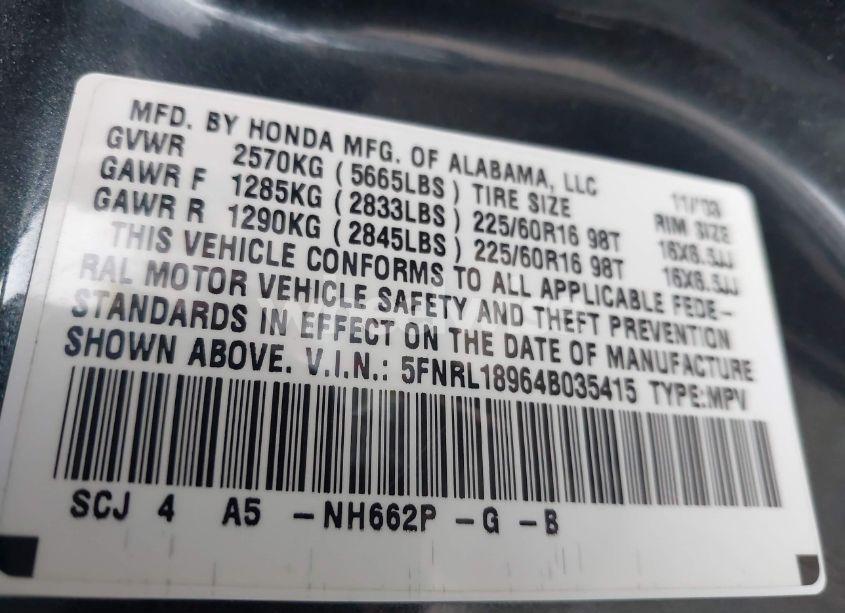 MFD. BY HONDA MFG. OF ALABAMA, LLC 11/'03
GVWR 2570KG ( 5665LBS ) TIRE SIZE RIM SIZE
GAWR F 1285KG ( 2833LBS ) 225/60R16 98T 16X6.5JJ
GAWR R 1290KG ( 2845LBS ) 225/60R16 98T 16X6.5JJ
THIS VEHICLE CONFORMS TO ALL APPLICABLE FEDE-
RAL MOTOR VEHICLE SAFETY AND THEFT PREVENTION
STANDARDS IN EFFECT ON THE DATE OF MANUFACTURE
SHOWN ABOVE. V.I.N.: 5FNRL18964B035415 TYPE:MPV
SCJ 4 A5 -NH662P -G -B